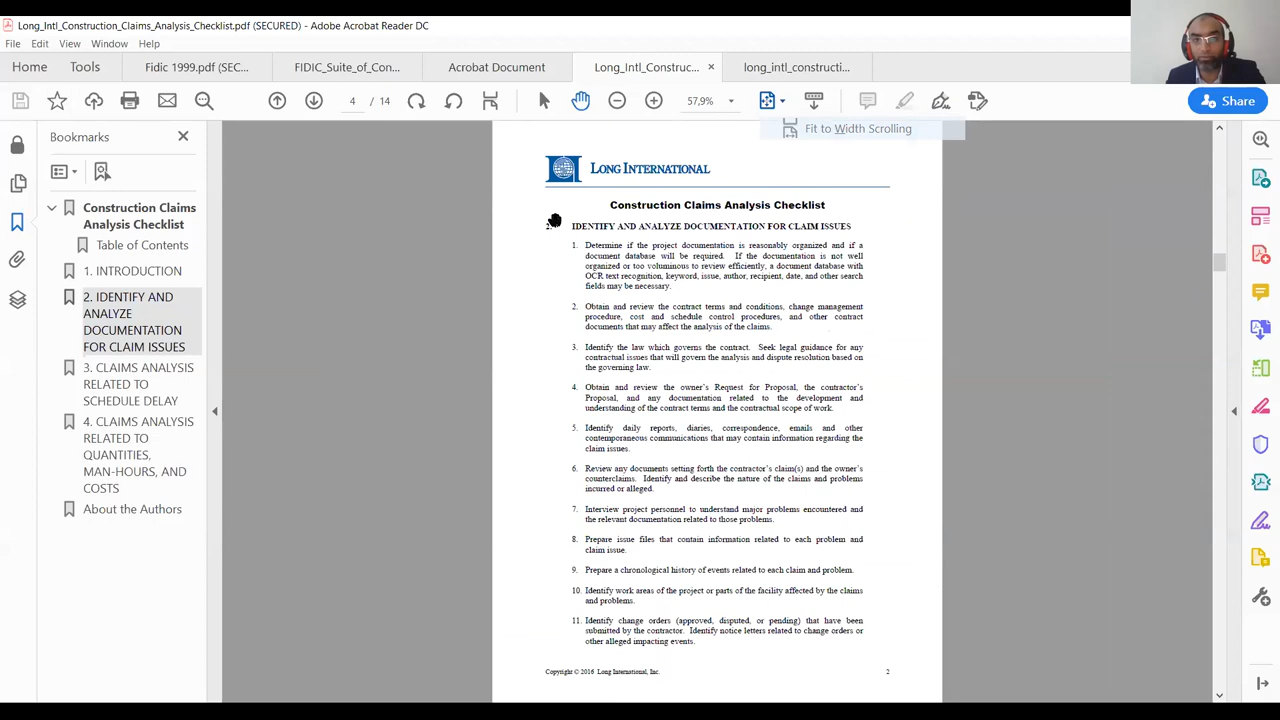 Long_Intl_Construction_Claims_Analysis_Checklist.pdf (SECURED) - Adobe Acrobat Reader DC
File Edit View Window Help
Home Tools Fidic 1999.pdf (SEC... FIDIC_Suite_of_Con... Acrobat Document Long_Intl_Construc... × long_intl_constructi...
4 / 14 57,9% Share
Fit to Width Scrolling
Bookmarks
Construction Claims
Analysis Checklist
Table of Contents
1. INTRODUCTION
2. IDENTIFY AND
ANALYZE
DOCUMENTATION
FOR CLAIM ISSUES
3. CLAIMS ANALYSIS
RELATED TO
SCHEDULE DELAY
4. CLAIMS ANALYSIS
RELATED TO
QUANTITIES,
MAN-HOURS, AND
COSTS
About the Authors
LONG INTERNATIONAL
Construction Claims Analysis Checklist
IDENTIFY AND ANALYZE DOCUMENTATION FOR CLAIM ISSUES
1. Determine if the project documentation is reasonably organized and if a
document database will be required. If the documentation is not well
organized or too voluminous to review efficiently, a document database with
OCR text recognition, keyword, issue, author, recipient, date, and other search
fields may be necessary.
2. Obtain and review the contract terms and conditions, change management
procedure, cost and schedule control procedures, and other contract
documents that may affect the analysis of the claims.
3. Identify the law which governs the contract. Seek legal guidance for any
contractual issues that will govern the analysis and dispute resolution based on
the governing law.
4. Obtain and review the owner's Request for Proposal, the contractor's
Proposal, and any documentation related to the development and
understanding of the contract terms and the contractual scope of work.
5. Identify daily reports, diaries, correspondence, emails and other
contemporaneous communications that may contain information regarding the
claim issues.
6. Review any documents setting forth the contractor's claim(s) and the owner's
counterclaims. Identify and describe the nature of the claims and problems
incurred or alleged.
7. Interview project personnel to understand major problems encountered and
the relevant documentation related to those problems.
8. Prepare issue files that contain information related to each problem and
claim issue.
9. Prepare a chronological history of events related to each claim and problem.
10. Identify work areas of the project or parts of the facility affected by the claims
and problems.
11. Identify change orders (approved, disputed, or pending) that have been
submitted by the contractor. Identify notice letters related to change orders or
other alleged impacting events.
Copyright © 2016 Long International, Inc. 2